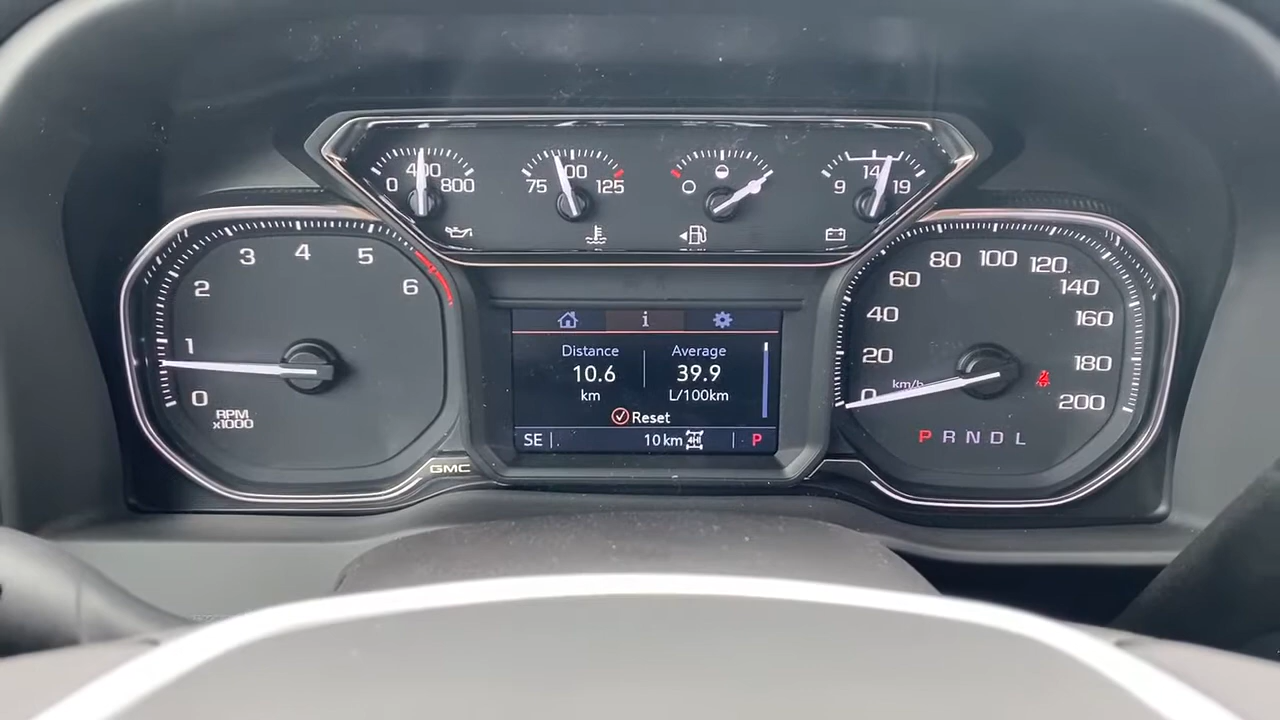 0 400 800
75 100 125
9 14 19
0 1 2 3 4 5 6
RPM
x1000
GMC
i
Distance
10.6
km
Average
39.9
L/100km
Reset
SE
10 km
4HI
P
0 20 40 60 80 100 120 140 160 180 200
km/h
P R N D L